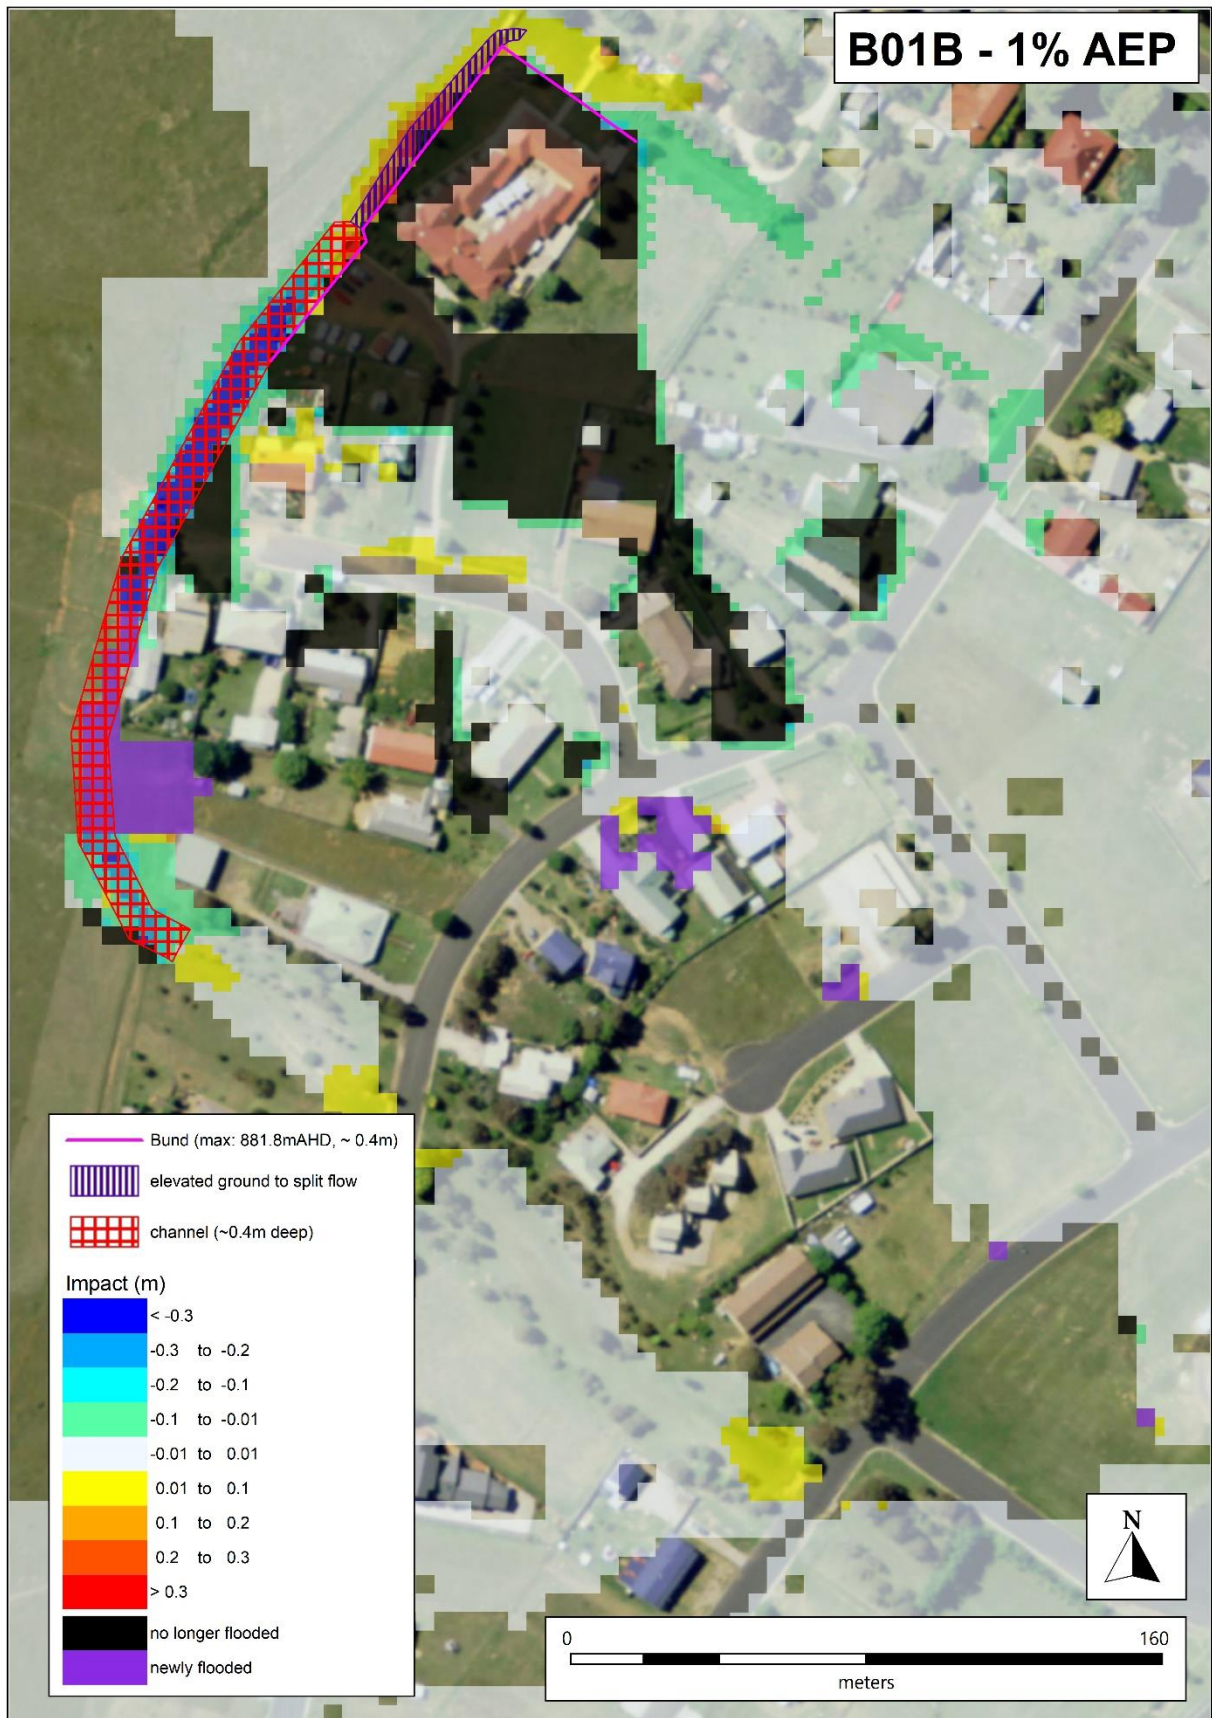 B01B - 1% AEP
Bund (max: 881.8mAHD, ~ 0.4m)
elevated ground to split flow
channel (~0.4m deep)
Impact (m)
< -0.3
-0.3 to -0.2
-0.2 to -0.1
-0.1 to -0.01
-0.01 to 0.01
0.01 to 0.1
0.1 to 0.2
0.2 to 0.3
> 0.3
no longer flooded
newly flooded
N
0 160
meters